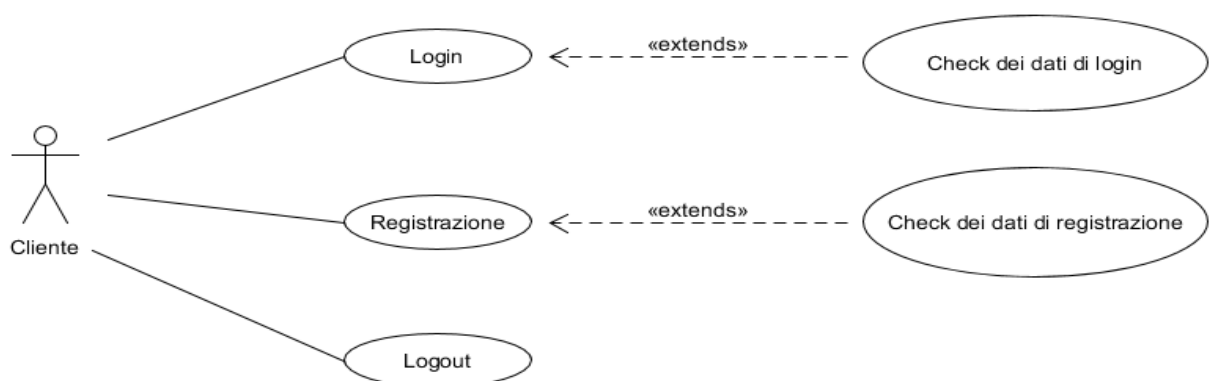 Login
«extends»
Check dei dati di login
Registrazione
«extends»
Check dei dati di registrazione
Cliente
Logout